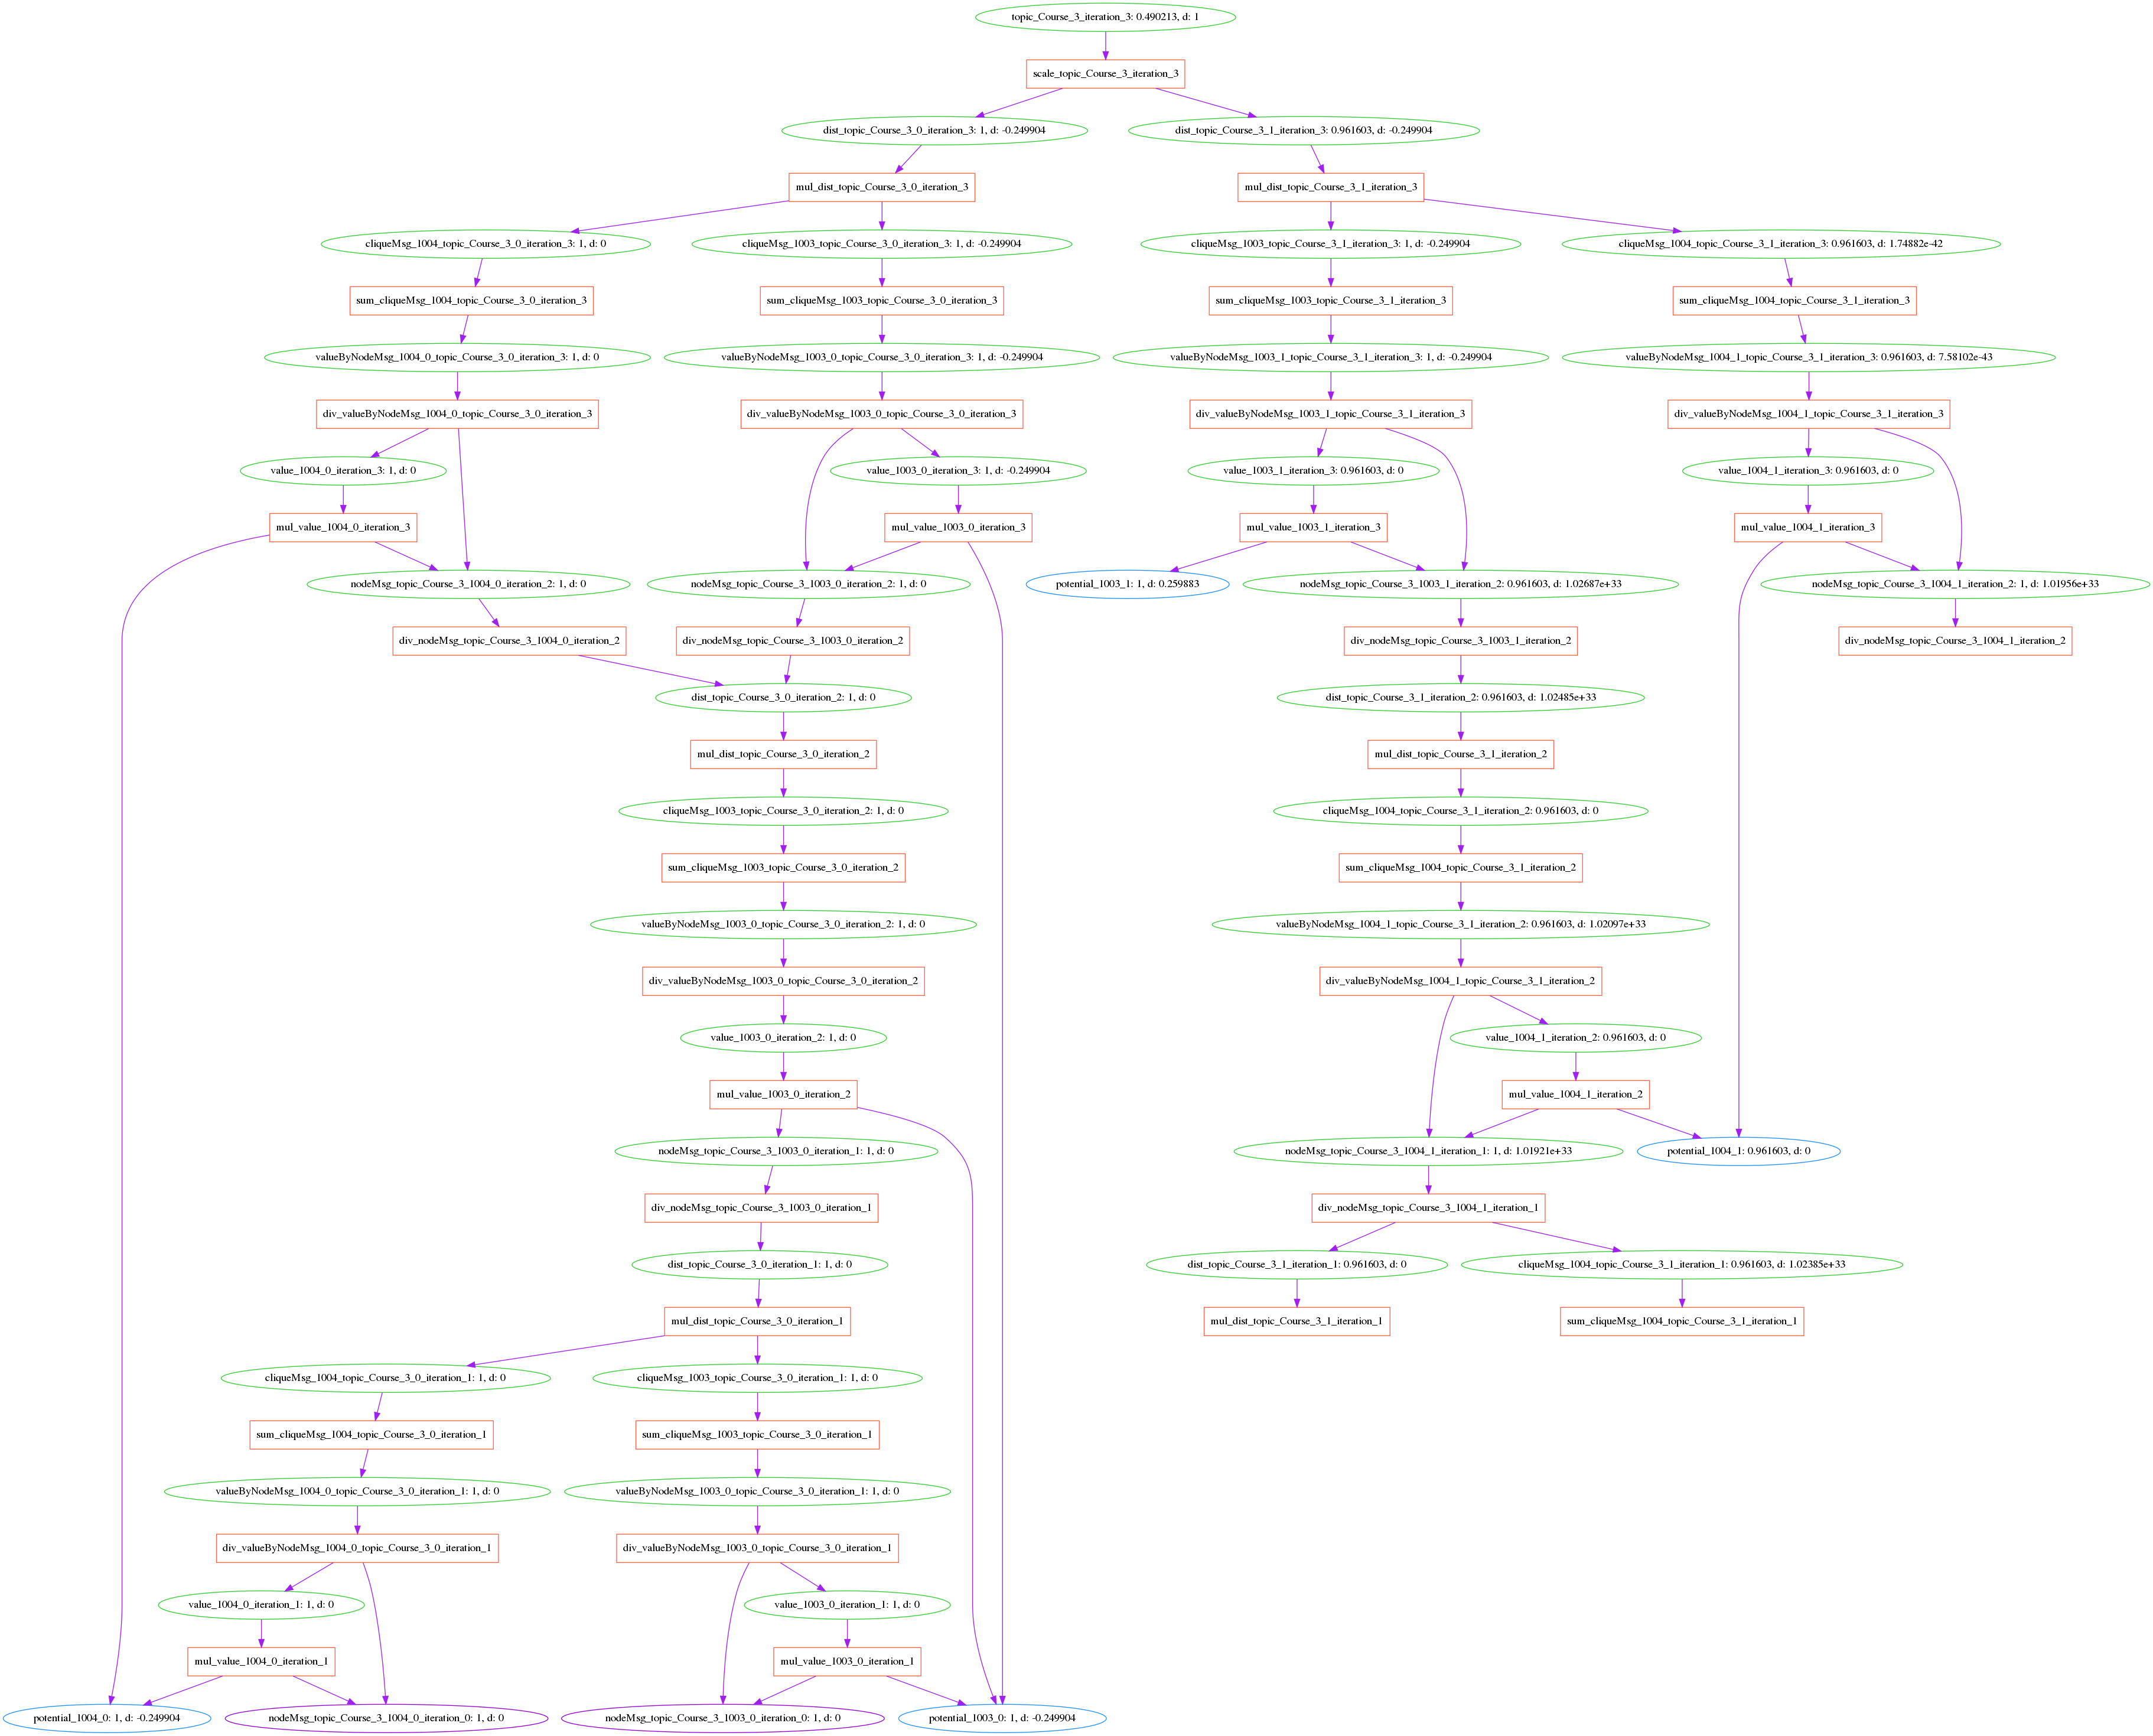 topic_Course_3_iteration_3: 0.490213, d: 1
scale_topic_Course_3_iteration_3
dist_topic_Course_3_0_iteration_3: 1, d: -0.249904
dist_topic_Course_3_1_iteration_3: 0.961603, d: -0.249904
mul_dist_topic_Course_3_0_iteration_3
mul_dist_topic_Course_3_1_iteration_3
cliqueMsg_1004_topic_Course_3_0_iteration_3: 1, d: 0
cliqueMsg_1003_topic_Course_3_0_iteration_3: 1, d: -0.249904
cliqueMsg_1003_topic_Course_3_1_iteration_3: 1, d: -0.249904
cliqueMsg_1004_topic_Course_3_1_iteration_3: 0.961603, d: 1.74882e-42
sum_cliqueMsg_1004_topic_Course_3_0_iteration_3
sum_cliqueMsg_1003_topic_Course_3_0_iteration_3
sum_cliqueMsg_1003_topic_Course_3_1_iteration_3
sum_cliqueMsg_1004_topic_Course_3_1_iteration_3
valueByNodeMsg_1004_0_topic_Course_3_0_iteration_3: 1, d: 0
valueByNodeMsg_1003_0_topic_Course_3_0_iteration_3: 1, d: -0.249904
valueByNodeMsg_1003_1_topic_Course_3_1_iteration_3: 1, d: -0.249904
valueByNodeMsg_1004_1_topic_Course_3_1_iteration_3: 0.961603, d: 7.58102e-43
div_valueByNodeMsg_1004_0_topic_Course_3_0_iteration_3
div_valueByNodeMsg_1003_0_topic_Course_3_0_iteration_3
div_valueByNodeMsg_1003_1_topic_Course_3_1_iteration_3
div_valueByNodeMsg_1004_1_topic_Course_3_1_iteration_3
value_1004_0_iteration_3: 1, d: 0
value_1003_0_iteration_3: 1, d: -0.249904
value_1003_1_iteration_3: 0.961603, d: 0
value_1004_1_iteration_3: 0.961603, d: 0
mul_value_1004_0_iteration_3
mul_value_1003_0_iteration_3
mul_value_1003_1_iteration_3
mul_value_1004_1_iteration_3
nodeMsg_topic_Course_3_1004_0_iteration_2: 1, d: 0
nodeMsg_topic_Course_3_1003_0_iteration_2: 1, d: 0
potential_1003_1: 1, d: 0.259883
nodeMsg_topic_Course_3_1003_1_iteration_2: 0.961603, d: 1.02687e+33
nodeMsg_topic_Course_3_1004_1_iteration_2: 1, d: 1.01956e+33
div_nodeMsg_topic_Course_3_1004_0_iteration_2
div_nodeMsg_topic_Course_3_1003_0_iteration_2
div_nodeMsg_topic_Course_3_1003_1_iteration_2
div_nodeMsg_topic_Course_3_1004_1_iteration_2
dist_topic_Course_3_0_iteration_2: 1, d: 0
dist_topic_Course_3_1_iteration_2: 0.961603, d: 1.02485e+33
mul_dist_topic_Course_3_0_iteration_2
mul_dist_topic_Course_3_1_iteration_2
cliqueMsg_1003_topic_Course_3_0_iteration_2: 1, d: 0
cliqueMsg_1004_topic_Course_3_1_iteration_2: 0.961603, d: 0
sum_cliqueMsg_1003_topic_Course_3_0_iteration_2
sum_cliqueMsg_1004_topic_Course_3_1_iteration_2
valueByNodeMsg_1003_0_topic_Course_3_0_iteration_2: 1, d: 0
valueByNodeMsg_1004_1_topic_Course_3_1_iteration_2: 0.961603, d: 1.02097e+33
div_valueByNodeMsg_1003_0_topic_Course_3_0_iteration_2
div_valueByNodeMsg_1004_1_topic_Course_3_1_iteration_2
value_1003_0_iteration_2: 1, d: 0
value_1004_1_iteration_2: 0.961603, d: 0
mul_value_1003_0_iteration_2
mul_value_1004_1_iteration_2
nodeMsg_topic_Course_3_1003_0_iteration_1: 1, d: 0
nodeMsg_topic_Course_3_1004_1_iteration_1: 1, d: 1.01921e+33
potential_1004_1: 0.961603, d: 0
div_nodeMsg_topic_Course_3_1003_0_iteration_1
div_nodeMsg_topic_Course_3_1004_1_iteration_1
dist_topic_Course_3_0_iteration_1: 1, d: 0
dist_topic_Course_3_1_iteration_1: 0.961603, d: 0
cliqueMsg_1004_topic_Course_3_1_iteration_1: 0.961603, d: 1.02385e+33
mul_dist_topic_Course_3_0_iteration_1
mul_dist_topic_Course_3_1_iteration_1
sum_cliqueMsg_1004_topic_Course_3_1_iteration_1
cliqueMsg_1004_topic_Course_3_0_iteration_1: 1, d: 0
cliqueMsg_1003_topic_Course_3_0_iteration_1: 1, d: 0
sum_cliqueMsg_1004_topic_Course_3_0_iteration_1
sum_cliqueMsg_1003_topic_Course_3_0_iteration_1
valueByNodeMsg_1004_0_topic_Course_3_0_iteration_1: 1, d: 0
valueByNodeMsg_1003_0_topic_Course_3_0_iteration_1: 1, d: 0
div_valueByNodeMsg_1004_0_topic_Course_3_0_iteration_1
div_valueByNodeMsg_1003_0_topic_Course_3_0_iteration_1
value_1004_0_iteration_1: 1, d: 0
value_1003_0_iteration_1: 1, d: 0
mul_value_1004_0_iteration_1
mul_value_1003_0_iteration_1
potential_1004_0: 1, d: -0.249904
nodeMsg_topic_Course_3_1004_0_iteration_0: 1, d: 0
nodeMsg_topic_Course_3_1003_0_iteration_0: 1, d: 0
potential_1003_0: 1, d: -0.249904